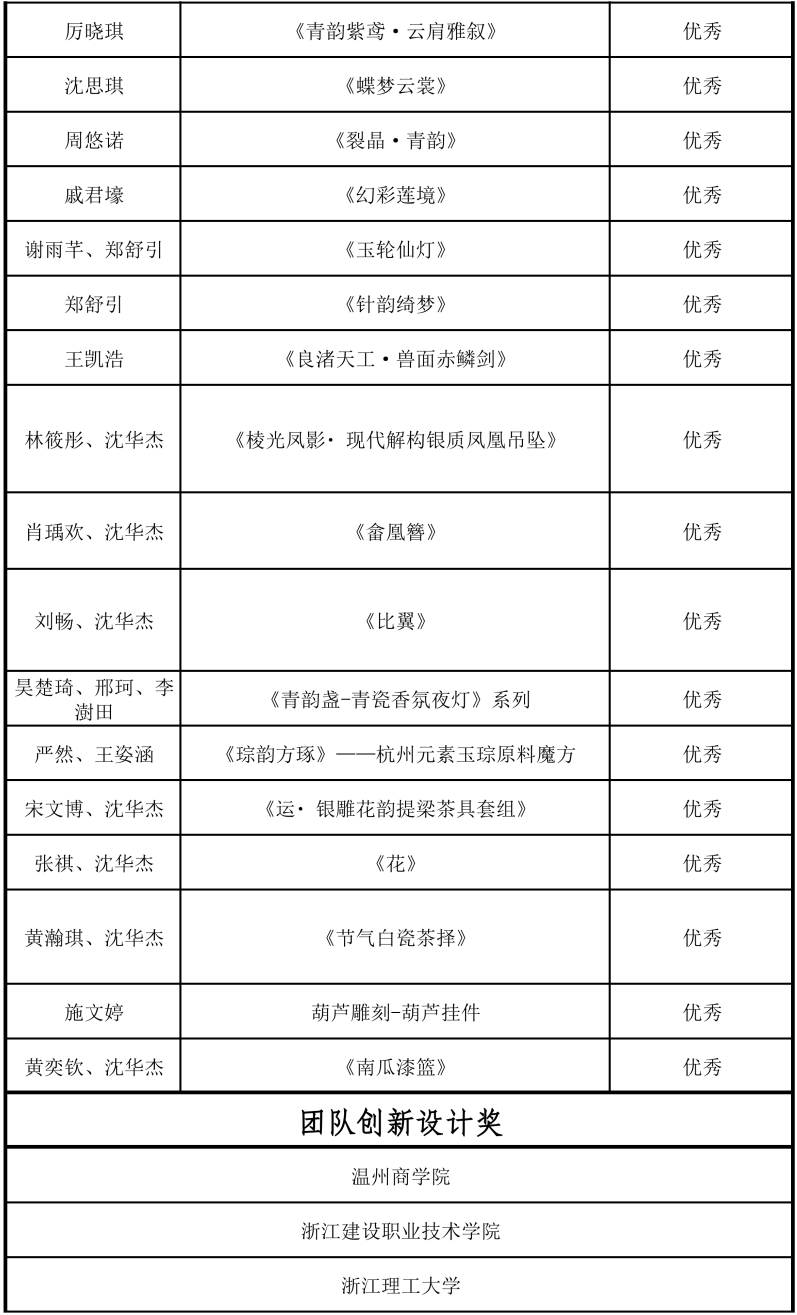 厉晓琪 《青韵紫鸢·云肩雅叙》 优秀
沈思琪 《蝶梦云裳》 优秀
周悠诺 《裂晶·青韵》 优秀
戚君壕 《幻彩莲境》 优秀
谢雨芊、郑舒引 《玉轮仙灯》 优秀
郑舒引 《针韵绮梦》 优秀
王凯浩 《良渚天工·兽面赤鳞剑》 优秀
林筱彤、沈华杰 《棱光凤影·现代解构银质凤凰吊坠》 优秀
肖瑀欢、沈华杰 《畲凰簪》 优秀
刘畅、沈华杰 《比翼》 优秀
吴楚琦、邢珂、李
澍田 《青韵盏-青瓷香氛夜灯》系列 优秀
严然、王姿涵 《琮韵方琢》——杭州元素玉琮原料魔方 优秀
宋文博、沈华杰 《运·银雕花韵提梁茶具套组》 优秀
张祺、沈华杰 《花》 优秀
黄瀚琪、沈华杰 《节气白瓷茶择》 优秀
施文婷 葫芦雕刻-葫芦挂件 优秀
黄奕钦、沈华杰 《南瓜漆篮》 优秀
团队创新设计奖
温州商学院
浙江建设职业技术学院
浙江理工大学